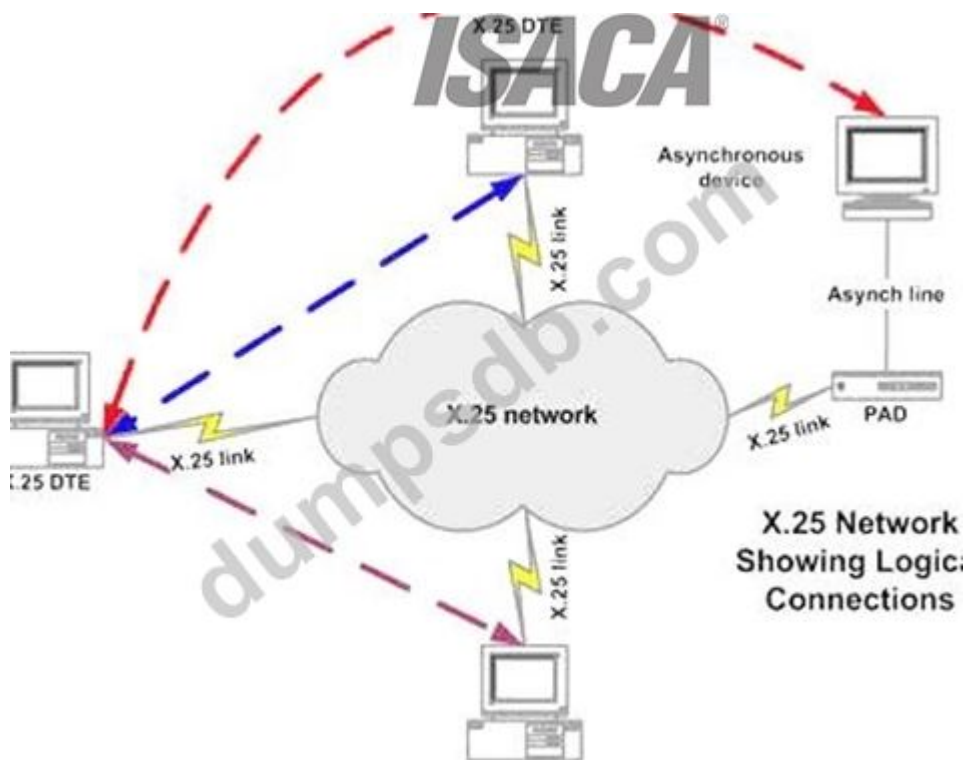 X.25 DTE
ISACA®
Asynchronous
device
X.25 link
Asynch line
X.25 network
PAD
X.25 link
X.25 link
.25 DTE
X.25 link
X.25 Network
Showing Logica
Connections
dumpsdb.com